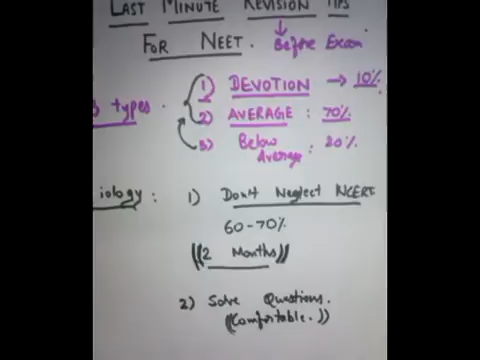 LAST MINUTE REVISION TIPS
FOR NEET. Before Exam
1) DEVOTION → 10%
3 types. 2) AVERAGE : 70%
3) Below Average : 20%
iology : 1) Don't Neglect NCERT
60-70%
((2 Months))
2) Solve Questions.
((Comfortable.))